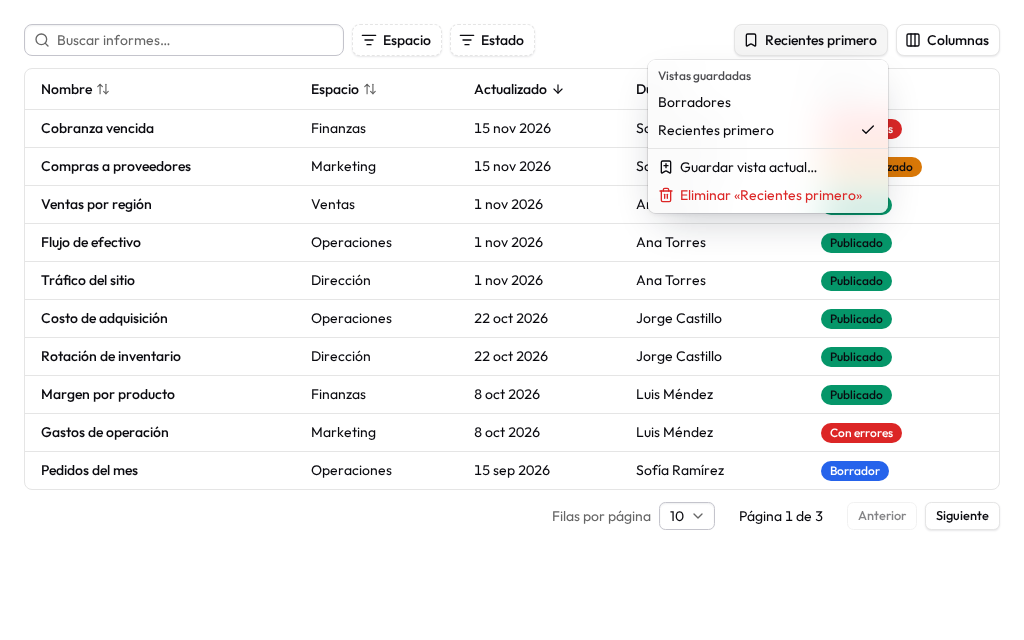 Buscar informes…
Espacio
Estado
Recientes primero
Columnas
Nombre
Espacio
Actualizado
Vistas guardadas
Borradores
Recientes primero
Guardar vista actual…
Eliminar «Recientes primero»
Cobranza vencida
Finanzas
15 nov 2026
Compras a proveedores
Marketing
15 nov 2026
Ventas por región
Ventas
1 nov 2026
Flujo de efectivo
Operaciones
1 nov 2026
Ana Torres
Publicado
Tráfico del sitio
Dirección
1 nov 2026
Ana Torres
Publicado
Costo de adquisición
Operaciones
22 oct 2026
Jorge Castillo
Publicado
Rotación de inventario
Dirección
22 oct 2026
Jorge Castillo
Publicado
Margen por producto
Finanzas
8 oct 2026
Luis Méndez
Publicado
Gastos de operación
Marketing
8 oct 2026
Luis Méndez
Con errores
Pedidos del mes
Operaciones
15 sep 2026
Sofía Ramírez
Borrador
Filas por página
10
Página 1 de 3
Anterior
Siguiente